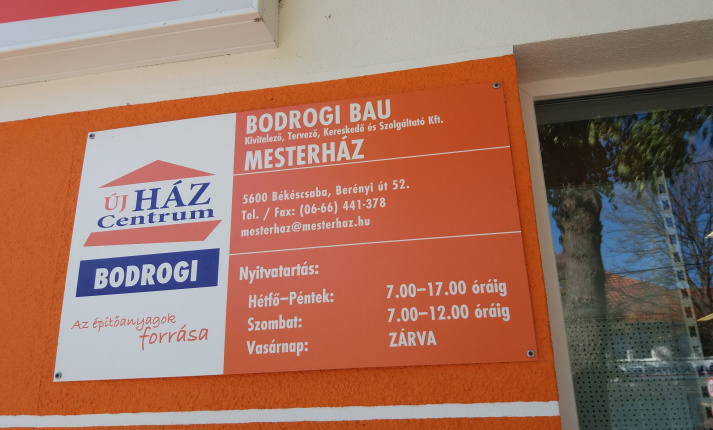 ÚJ HÁZ
Centrum
BODROGI
Az építőanyagok
forrása
BODROGI BAU
Kivitelező, Tervező, Kereskedő és Szolgáltató Kft.
MESTERHÁZ
5600 Békéscsaba, Berényi út 52.
Tel. / Fax: (06-66) 441-378
mesterhaz@mesterhaz.hu
Nyitvatartás:
Hétfő–Péntek: 7.00–17.00 óráig
Szombat: 7.00–12.00 óráig
Vasárnap: ZÁRVA